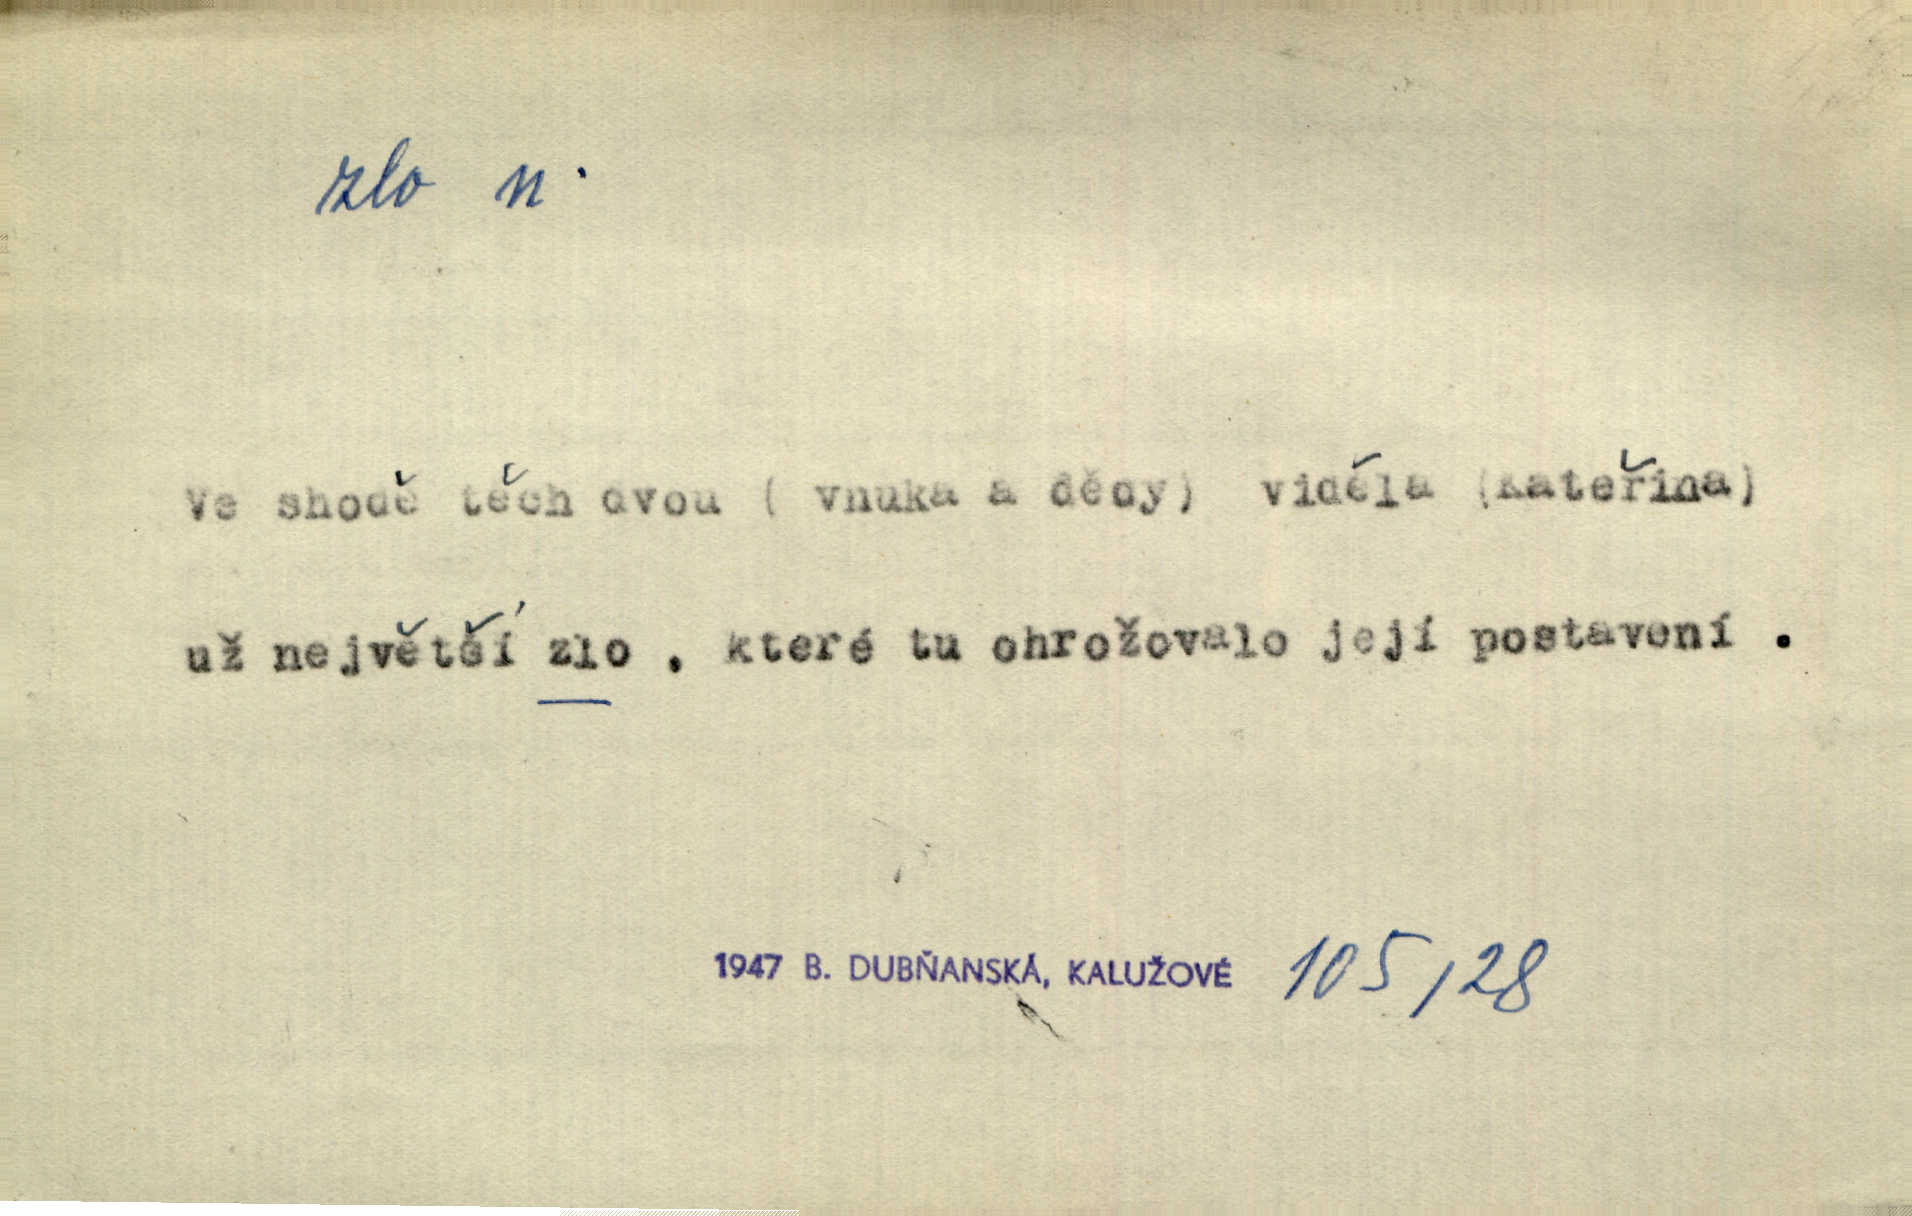 zlo n.
Ve shodě těch dvou ( vnuka a dědy) viděla (Kateřina)
už největší zlo , které tu ohrožovalo její postavení .
1947 B. DUBŇANSKÁ, KALUŽOVÉ 105/28